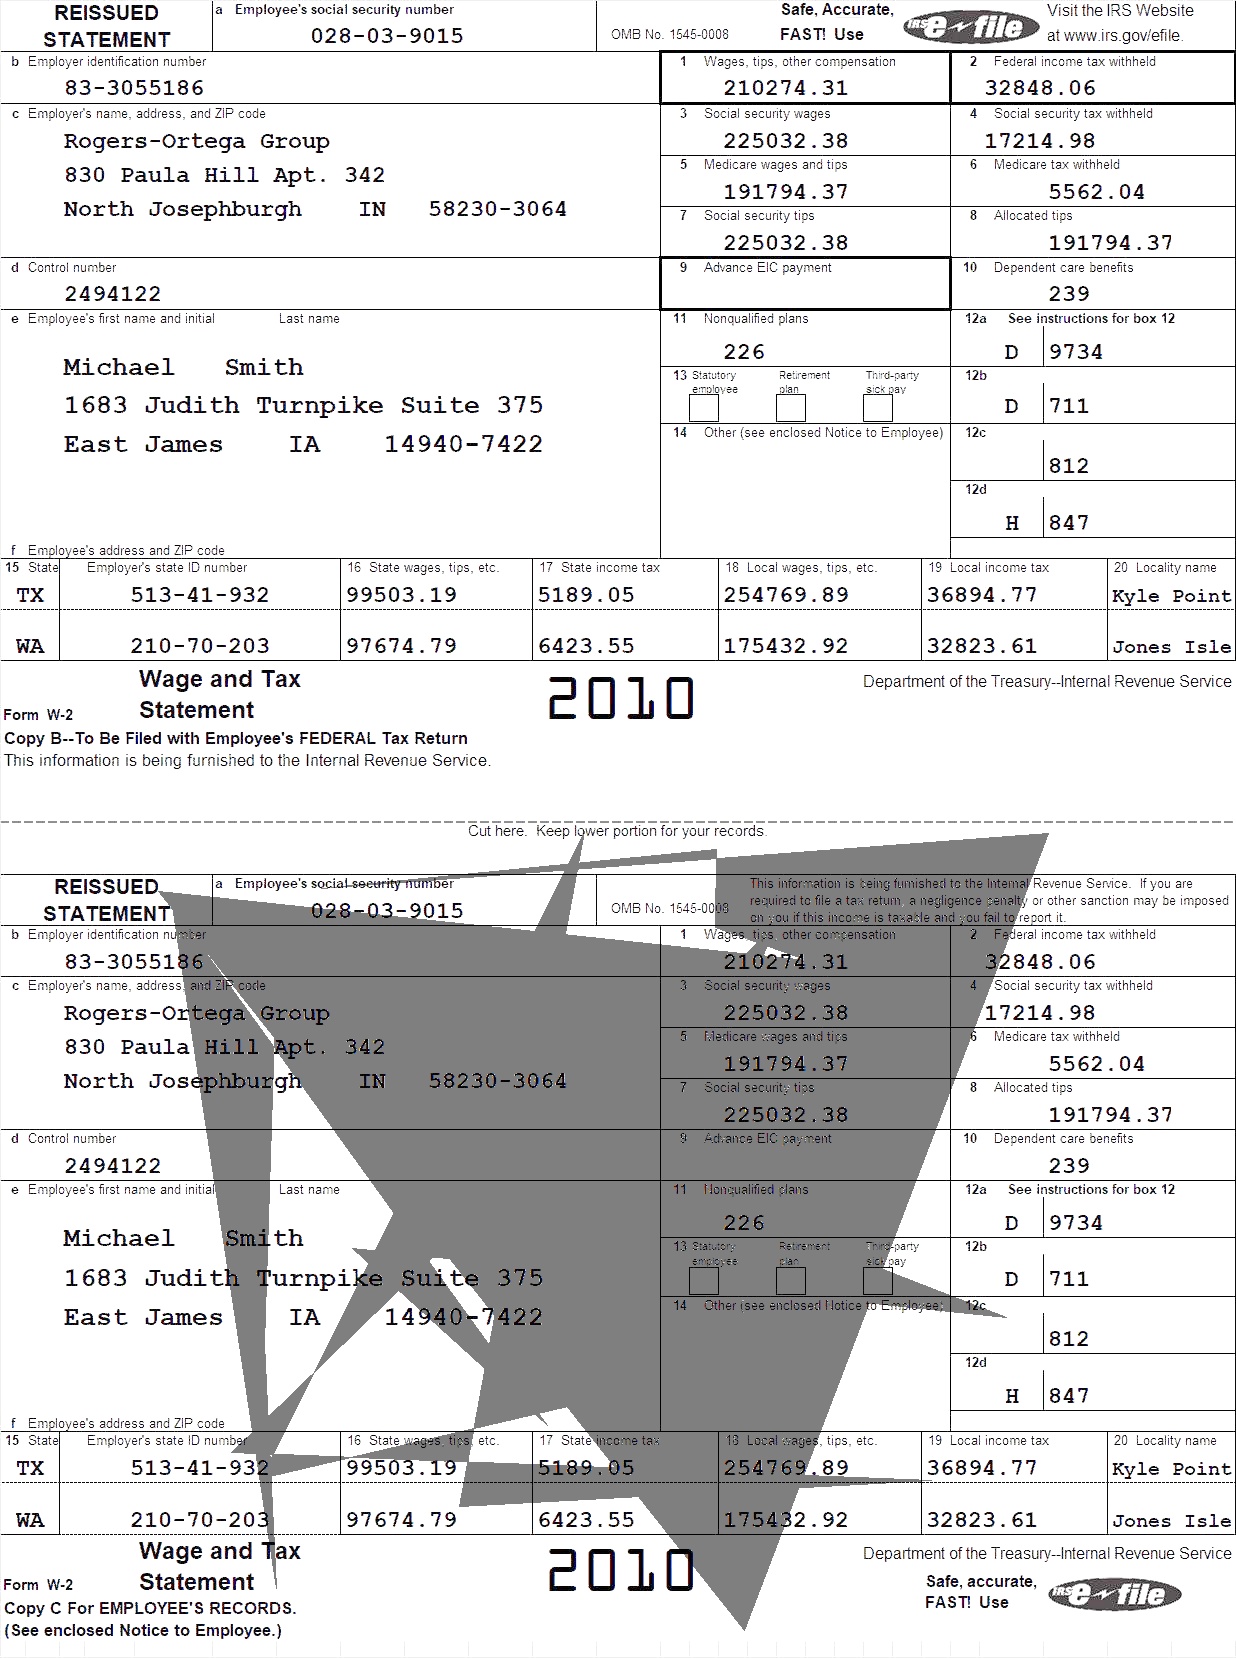 REISSUED STATEMENT
a Employee's social security number
028-03-9015
OMB No. 1545-0008
Safe, Accurate, FAST! Use
IRS e-file
Visit the IRS Website at www.irs.gov/efile.
b Employer identification number
83-3055186
1 Wages, tips, other compensation
210274.31
2 Federal income tax withheld
32848.06
c Employer's name, address, and ZIP code
Rogers-Ortega Group
830 Paula Hill Apt. 342
North Josephburgh IN 58230-3064
3 Social security wages
225032.38
4 Social security tax withheld
17214.98
5 Medicare wages and tips
191794.37
6 Medicare tax withheld
5562.04
7 Social security tips
225032.38
8 Allocated tips
191794.37
d Control number
2494122
9 Advance EIC payment
10 Dependent care benefits
239
e Employee's first name and initial Last name
Michael Smith
1683 Judith Turnpike Suite 375
East James IA 14940-7422
11 Nonqualified plans
226
12a See instructions for box 12
D 9734
13 Statutory employee Retirement plan Third-party sick pay
12b
D 711
14 Other (see enclosed Notice to Employee)
12c
812
12d
H 847
f Employee's address and ZIP code
15 State Employer's state ID number 16 State wages, tips, etc. 17 State income tax 18 Local wages, tips, etc. 19 Local income tax 20 Locality name
TX 513-41-932 99503.19 5189.05 254769.89 36894.77 Kyle Point
WA 210-70-203 97674.79 6423.55 175432.92 32823.61 Jones Isle
Form W-2 Wage and Tax Statement
2010
Department of the Treasury--Internal Revenue Service
Copy B--To Be Filed with Employee's FEDERAL Tax Return
This information is being furnished to the Internal Revenue Service.
Cut here. Keep lower portion for your records.
REISSUED STATEMENT
a Employee's social security number
028-03-9015
OMB No. 1545-0008
This information is being furnished to the Internal Revenue Service. If you are
required to file a tax return, a negligence penalty or other sanction may be imposed
on you if this income is taxable and you fail to report it.
b Employer identification number
83-3055186
1 Wages, tips, other compensation
210274.31
2 Federal income tax withheld
32848.06
c Employer's name, address, and ZIP code
Rogers-Ortega Group
830 Paula Hill Apt. 342
North Josephburgh IN 58230-3064
3 Social security wages
225032.38
4 Social security tax withheld
17214.98
5 Medicare wages and tips
191794.37
6 Medicare tax withheld
5562.04
7 Social security tips
225032.38
8 Allocated tips
191794.37
d Control number
2494122
9 Advance EIC payment
10 Dependent care benefits
239
e Employee's first name and initial Last name
Michael Smith
1683 Judith Turnpike Suite 375
East James IA 14940-7422
11 Nonqualified plans
226
12a See instructions for box 12
D 9734
13 Statutory employee Retirement plan Third-party sick pay
12b
D 711
14 Other (see enclosed Notice to Employee)
12c
812
12d
H 847
f Employee's address and ZIP code
15 State Employer's state ID number 16 State wages, tips, etc. 17 State income tax 18 Local wages, tips, etc. 19 Local income tax 20 Locality name
TX 513-41-932 99503.19 5189.05 254769.89 36894.77 Kyle Point
WA 210-70-203 97674.79 6423.55 175432.92 32823.61 Jones Isle
Form W-2 Wage and Tax Statement
2010
Department of the Treasury--Internal Revenue Service
Safe, accurate, FAST! Use
IRS e-file
Copy C For EMPLOYEE'S RECORDS.
(See enclosed Notice to Employee.)